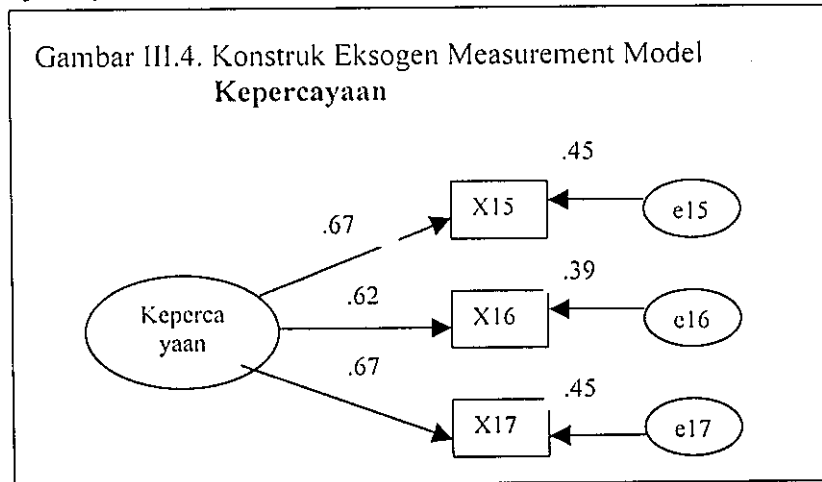 Gambar III.4. Konstruk Eksogen Measurement Model
Kepercayaan
.45
X15
e15
.67
.39
.62
Keperca
yaan
X16
e16
.67
.45
X17
e17